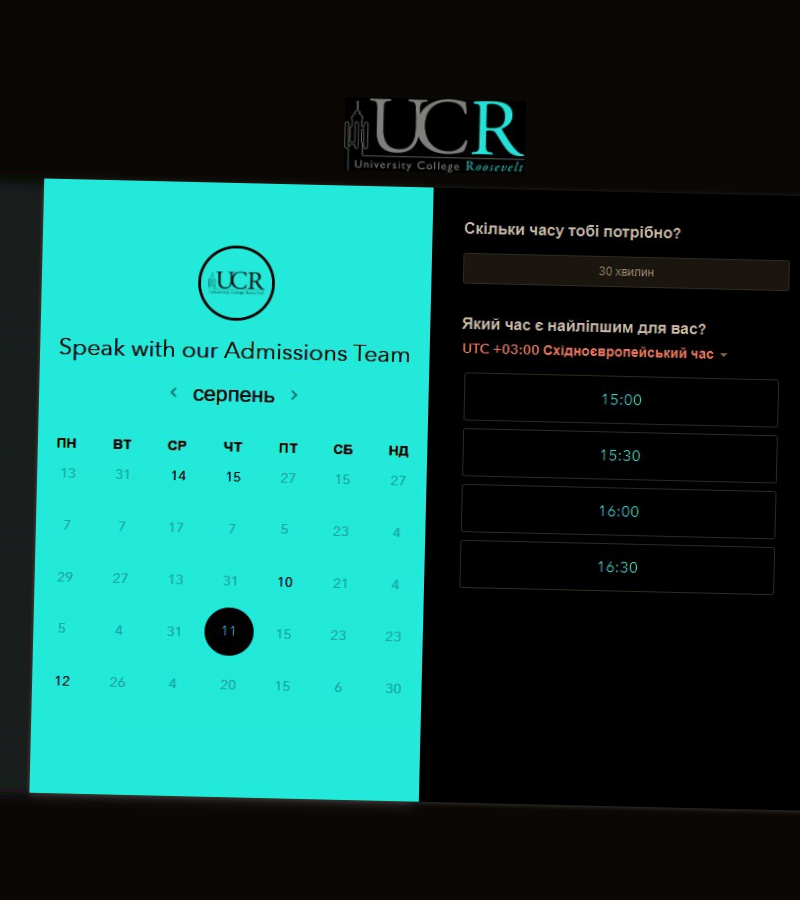 UCR
University College Roosevelt
UCR
University College Roosevelt
Speak with our Admissions Team
серпень
ПН ВТ СР ЧТ ПТ СБ НД
13 31 14 15 27 15 27
7 7 17 7 5 23 4
29 27 13 31 10 21 4
5 4 31 11 15 23 23
12 26 4 20 15 6 30
Скільки часу тобі потрібно?
30 хвилин
Який час є найліпшим для вас?
UTC +03:00 Східноєвропейський час
15:00
15:30
16:00
16:30